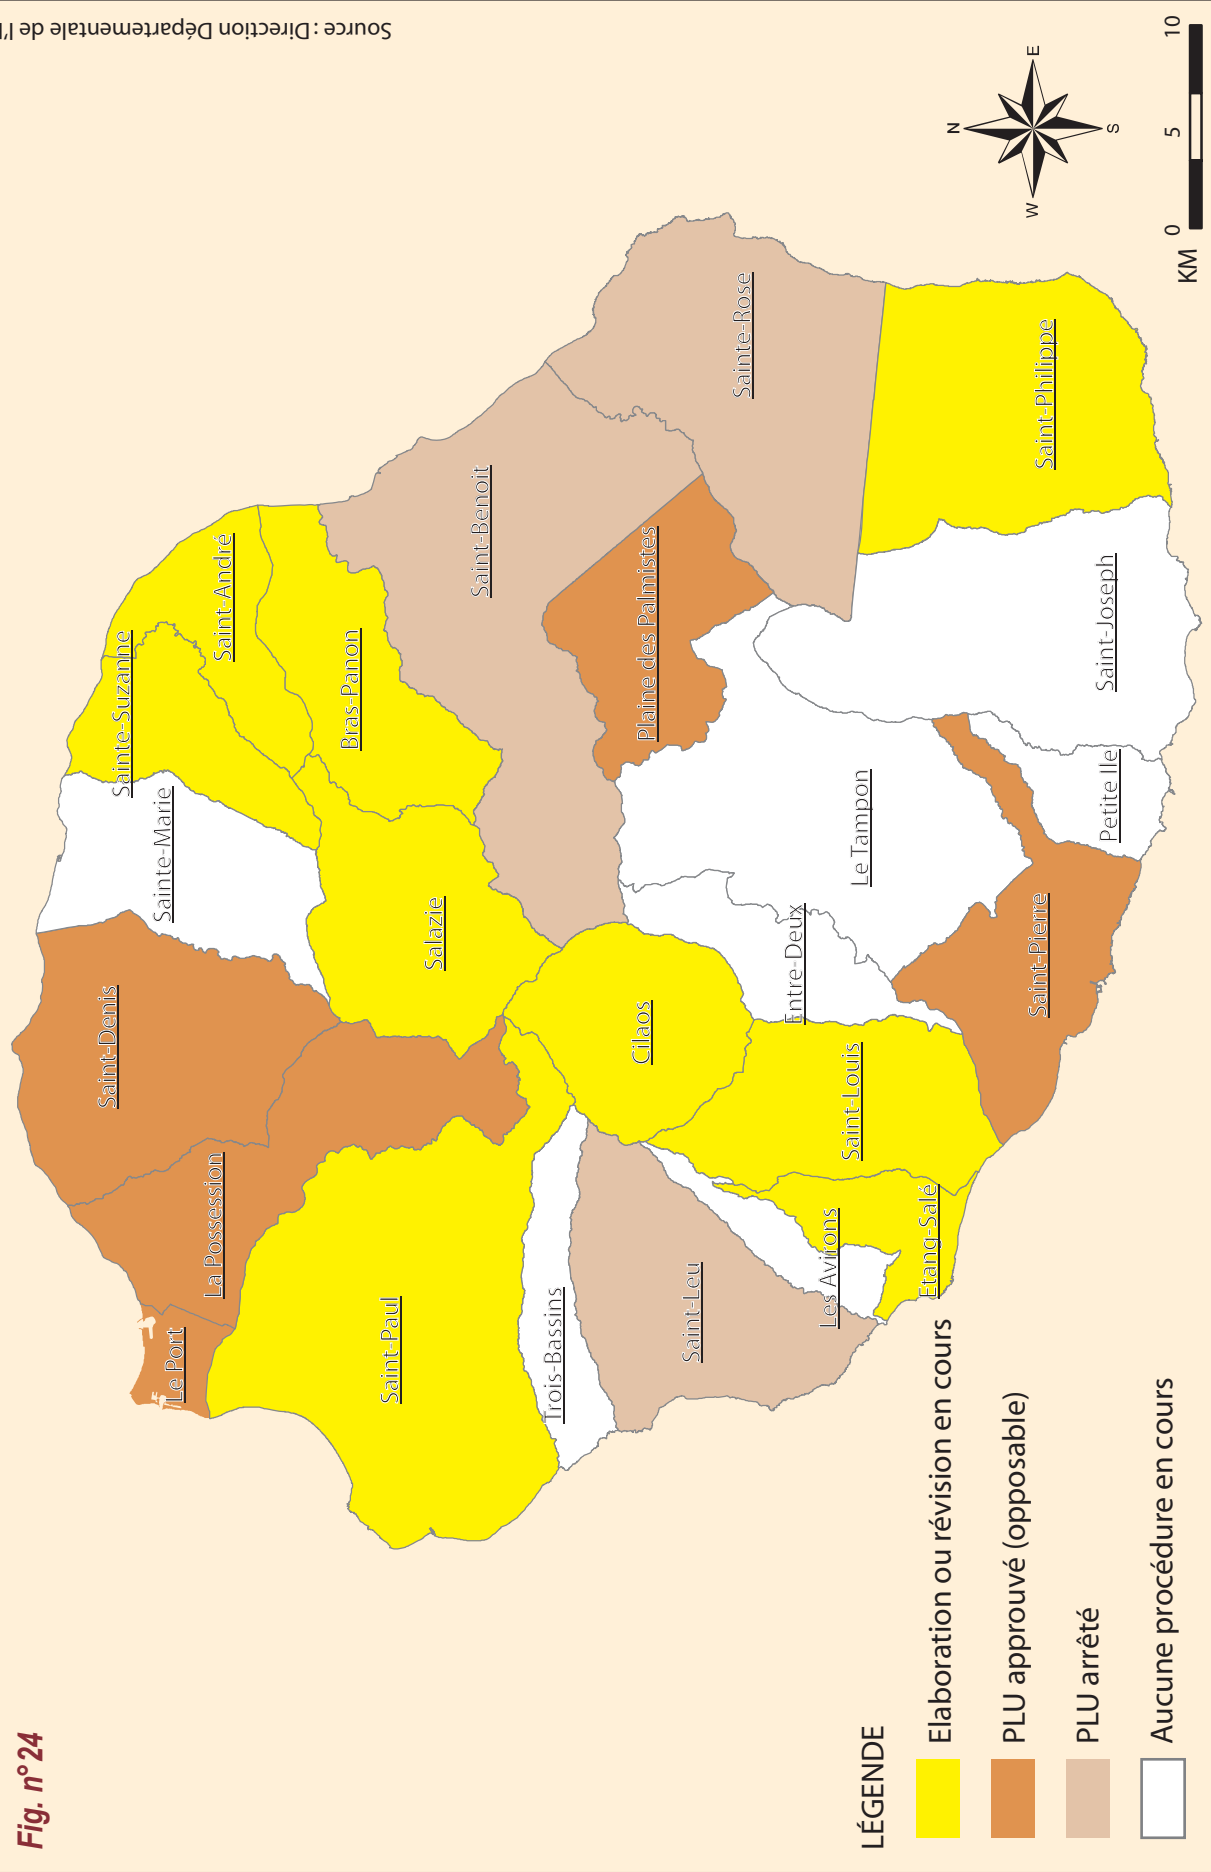 Fig. n°24
Source : Direction Départementale de l'
Le Port
La Possession
Saint-Denis
Sainte-Marie
Sainte-Suzanne
Saint-André
Bras-Panon
Salazie
Saint-Benoit
Saint-Paul
Trois-Bassins
Saint-Leu
Les Avirons
Etang-Salé
Saint-Louis
Cilaos
Entre-Deux
Plaine des Palmistes
Sainte-Rose
Le Tampon
Saint-Pierre
Petite Ile
Saint-Joseph
Saint-Philippe
N
W
E
S
KM
0
5
10
LÉGENDE
Elaboration ou révision en cours
PLU approuvé (opposable)
PLU arrêté
Aucune procédure en cours